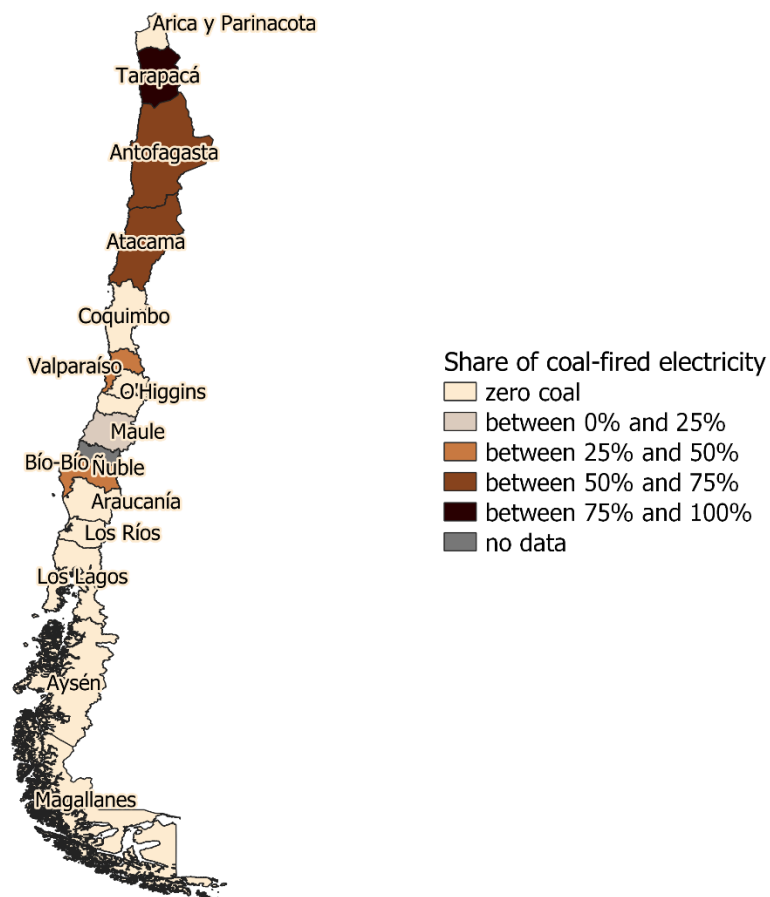 Arica y Parinacota
Tarapacá
Antofagasta
Atacama
Coquimbo
Valparaíso
O'Higgins
Maule
Bío-Bío
Ñuble
Araucanía
Los Ríos
Los Lagos
Aysén
Magallanes
Share of coal-fired electricity
zero coal
between 0% and 25%
between 25% and 50%
between 50% and 75%
between 75% and 100%
no data